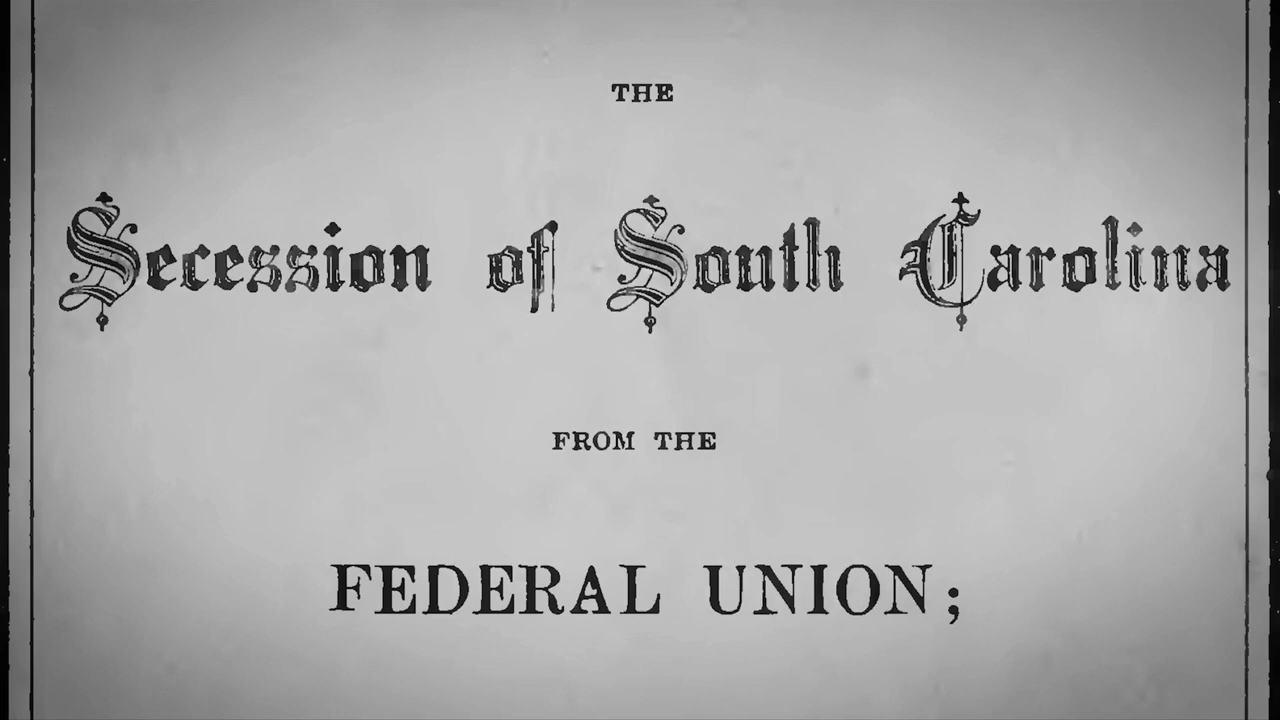 THE
Secession of South Carolina
FROM THE
FEDERAL UNION;